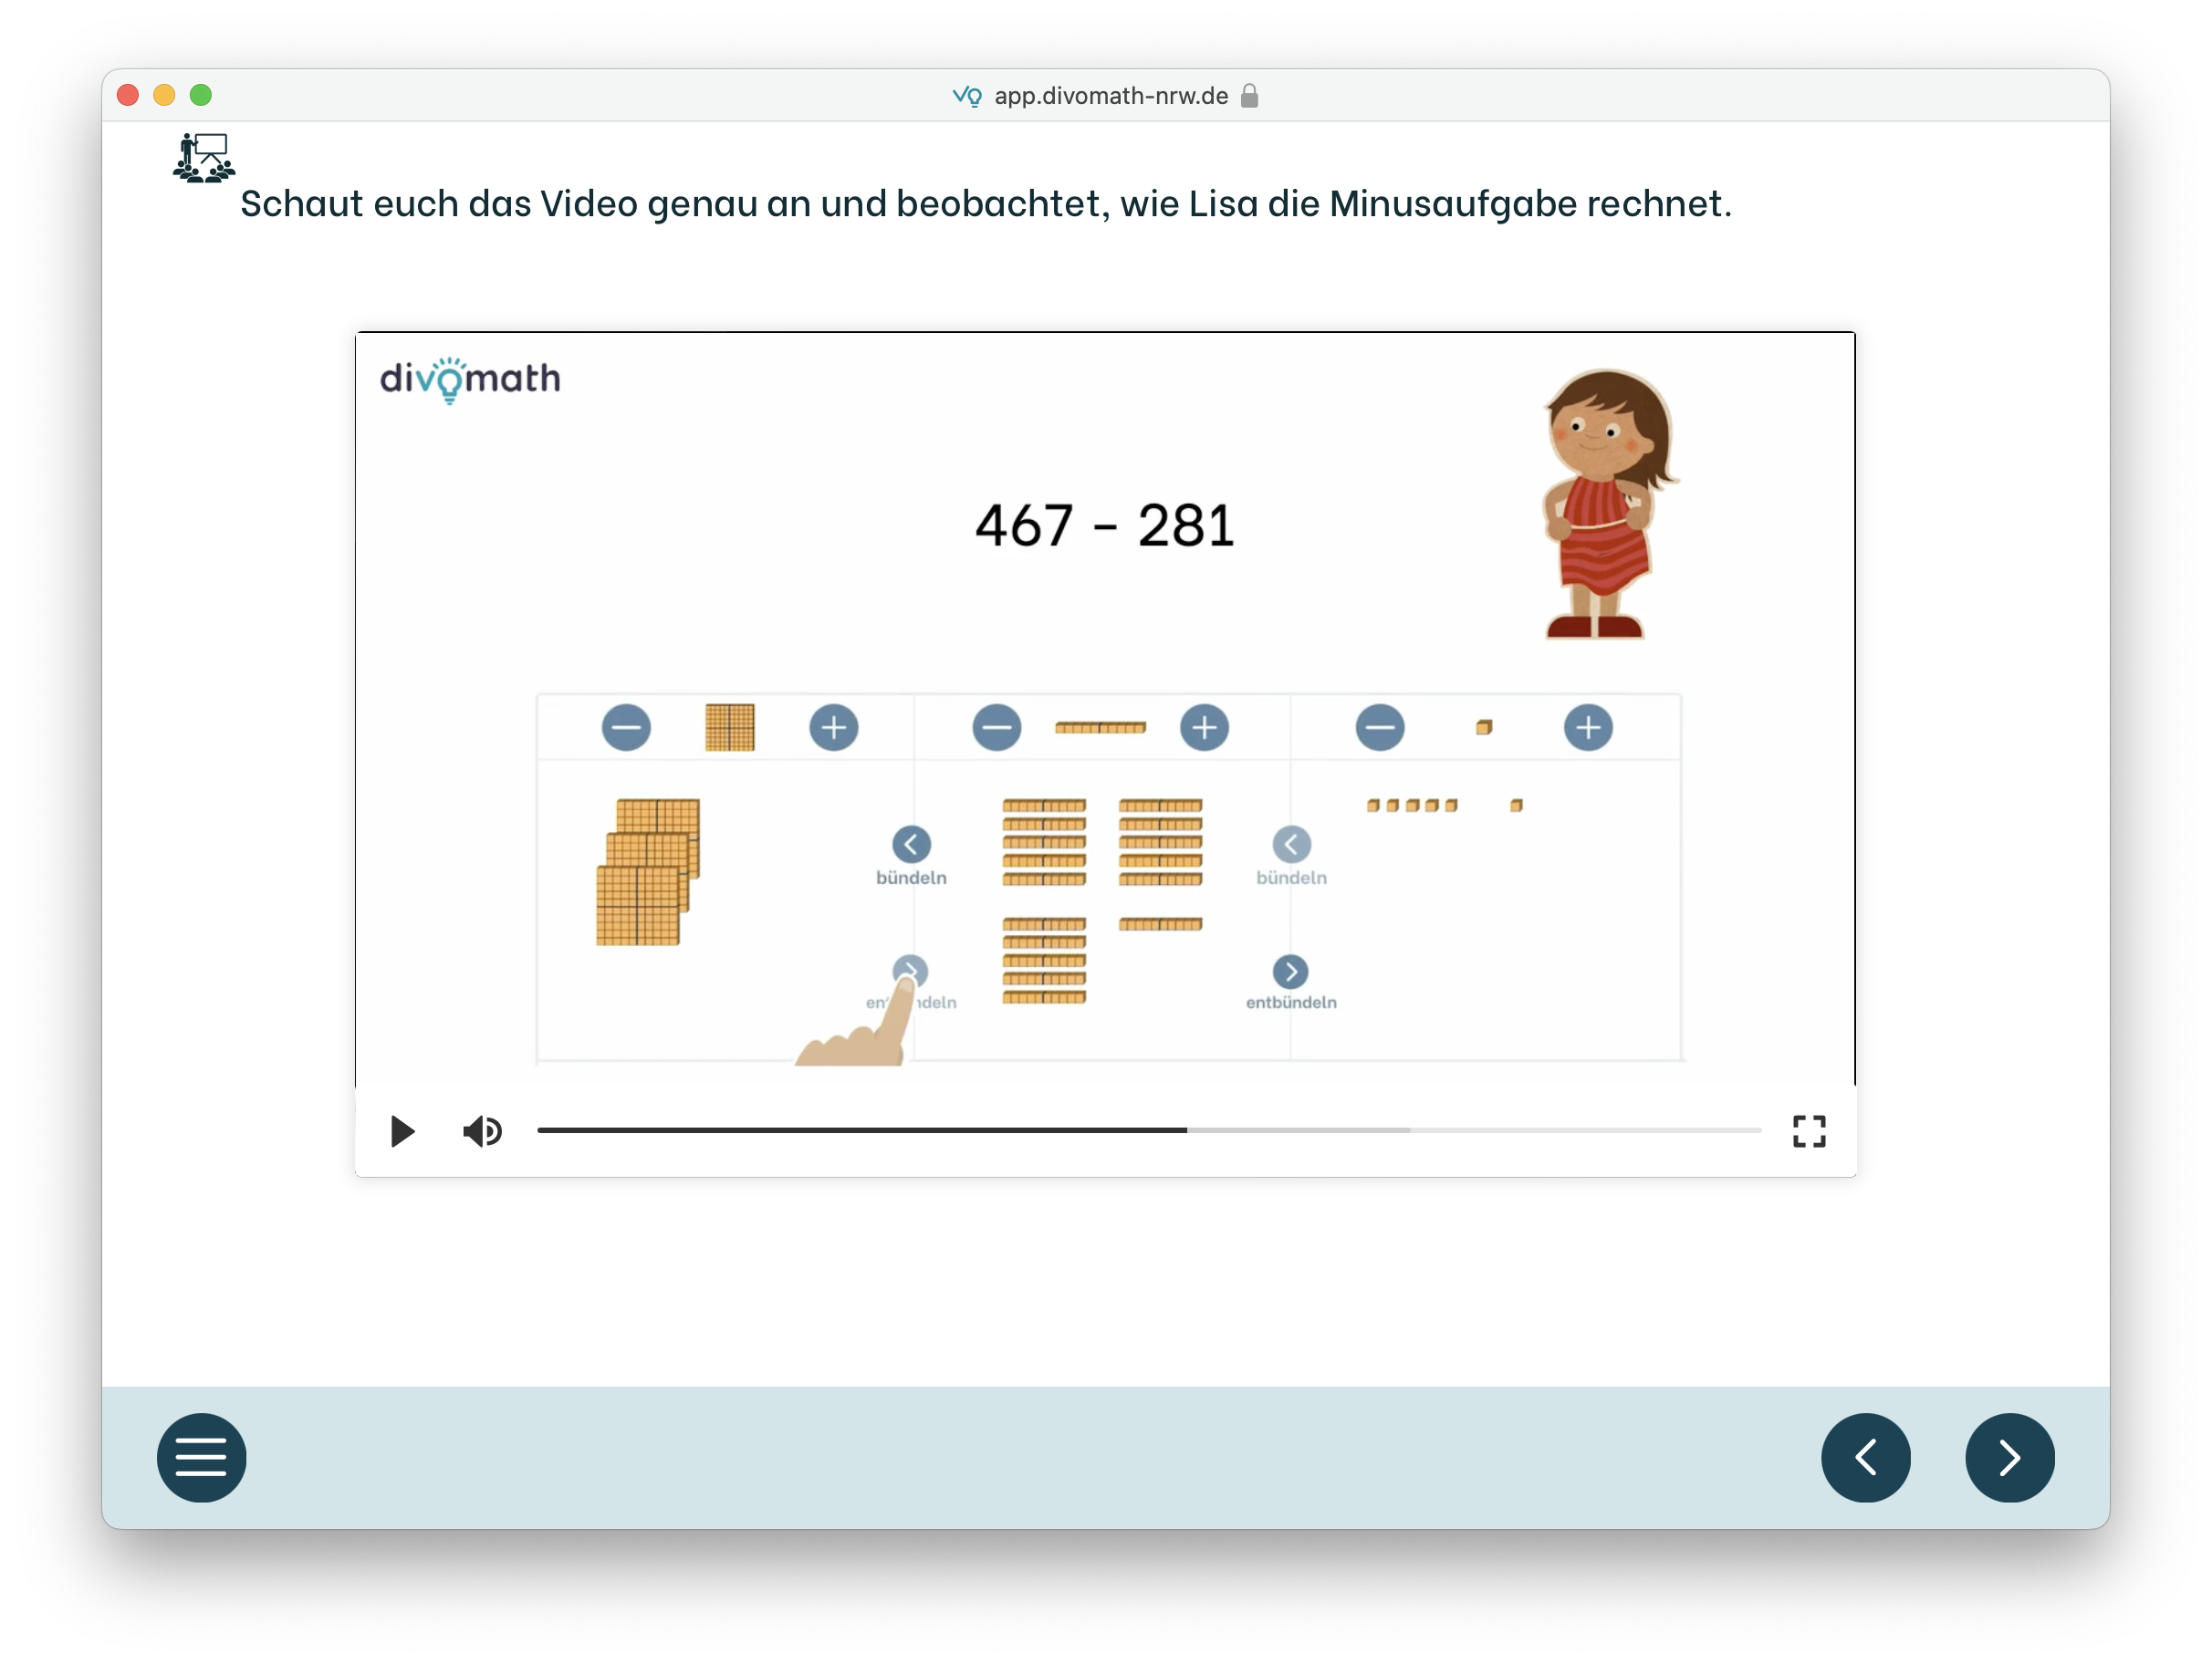 app.divomath-nrw.de
Schaut euch das Video genau an und beobachtet, wie Lisa die Minusaufgabe rechnet.
divomath
467 – 281
bündeln
bündeln
entbündeln